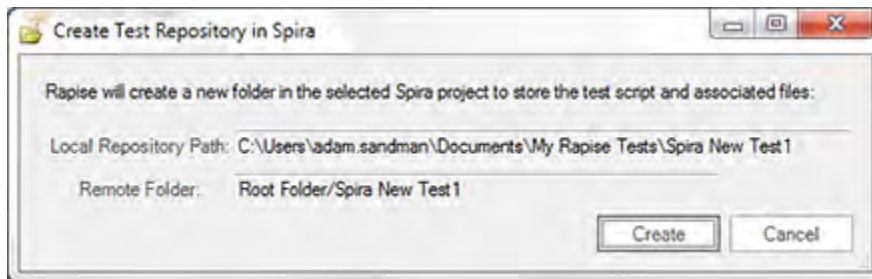 Create Test Repository in Spira
Rapise will create a new folder in the selected Spira project to store the test script and associated files:
Local Repository Path: C:\Users\adam.sandman\Documents\My Rapise Tests\Spira New Test1
Remote Folder: Root Folder/Spira New Test1
Create Cancel